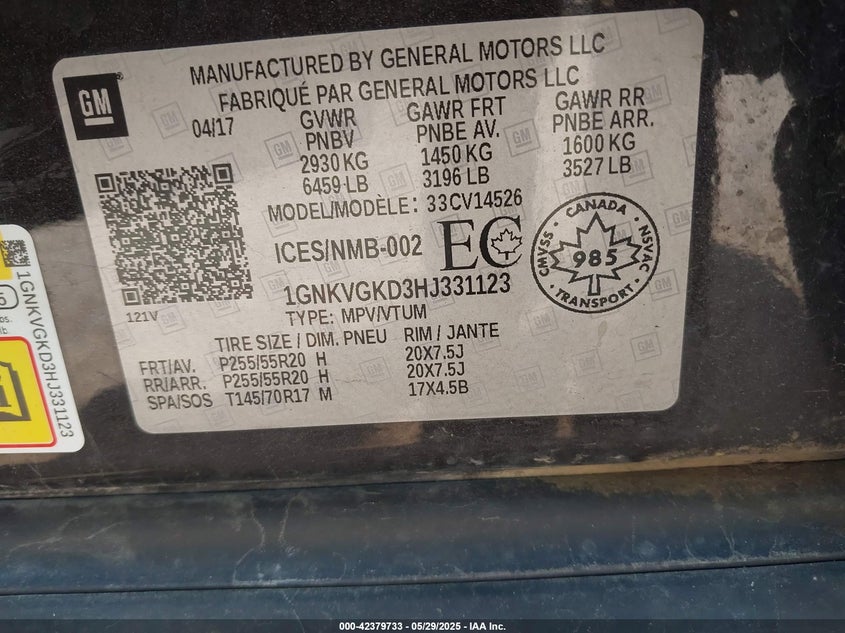 MANUFACTURED BY GENERAL MOTORS LLC
FABRIQUÉ PAR GENERAL MOTORS LLC
GM
04/17
GVWR GAWR FRT GAWR RR
PNBV PNBE AV. PNBE ARR.
2930 KG 1450 KG 1600 KG
6459 LB 3196 LB 3527 LB
MODEL/MODÈLE: 33CV14526
ICES/NMB-002 EC
CANADA
CMVSS 985 NSVAC
TRANSPORT
1GNKVGKD3HJ331123
121V
TYPE: MPV/VTUM
TIRE SIZE / DIM. PNEU RIM / JANTE
FRT/AV. P255/55R20 H 20X7.5J
RR/ARR. P255/55R20 H 20X7.5J
SPA/SOS T145/70R17 M 17X4.5B
1GNKVGKD3HJ331123
000-42379733 - 05/29/2025 - IAA Inc.